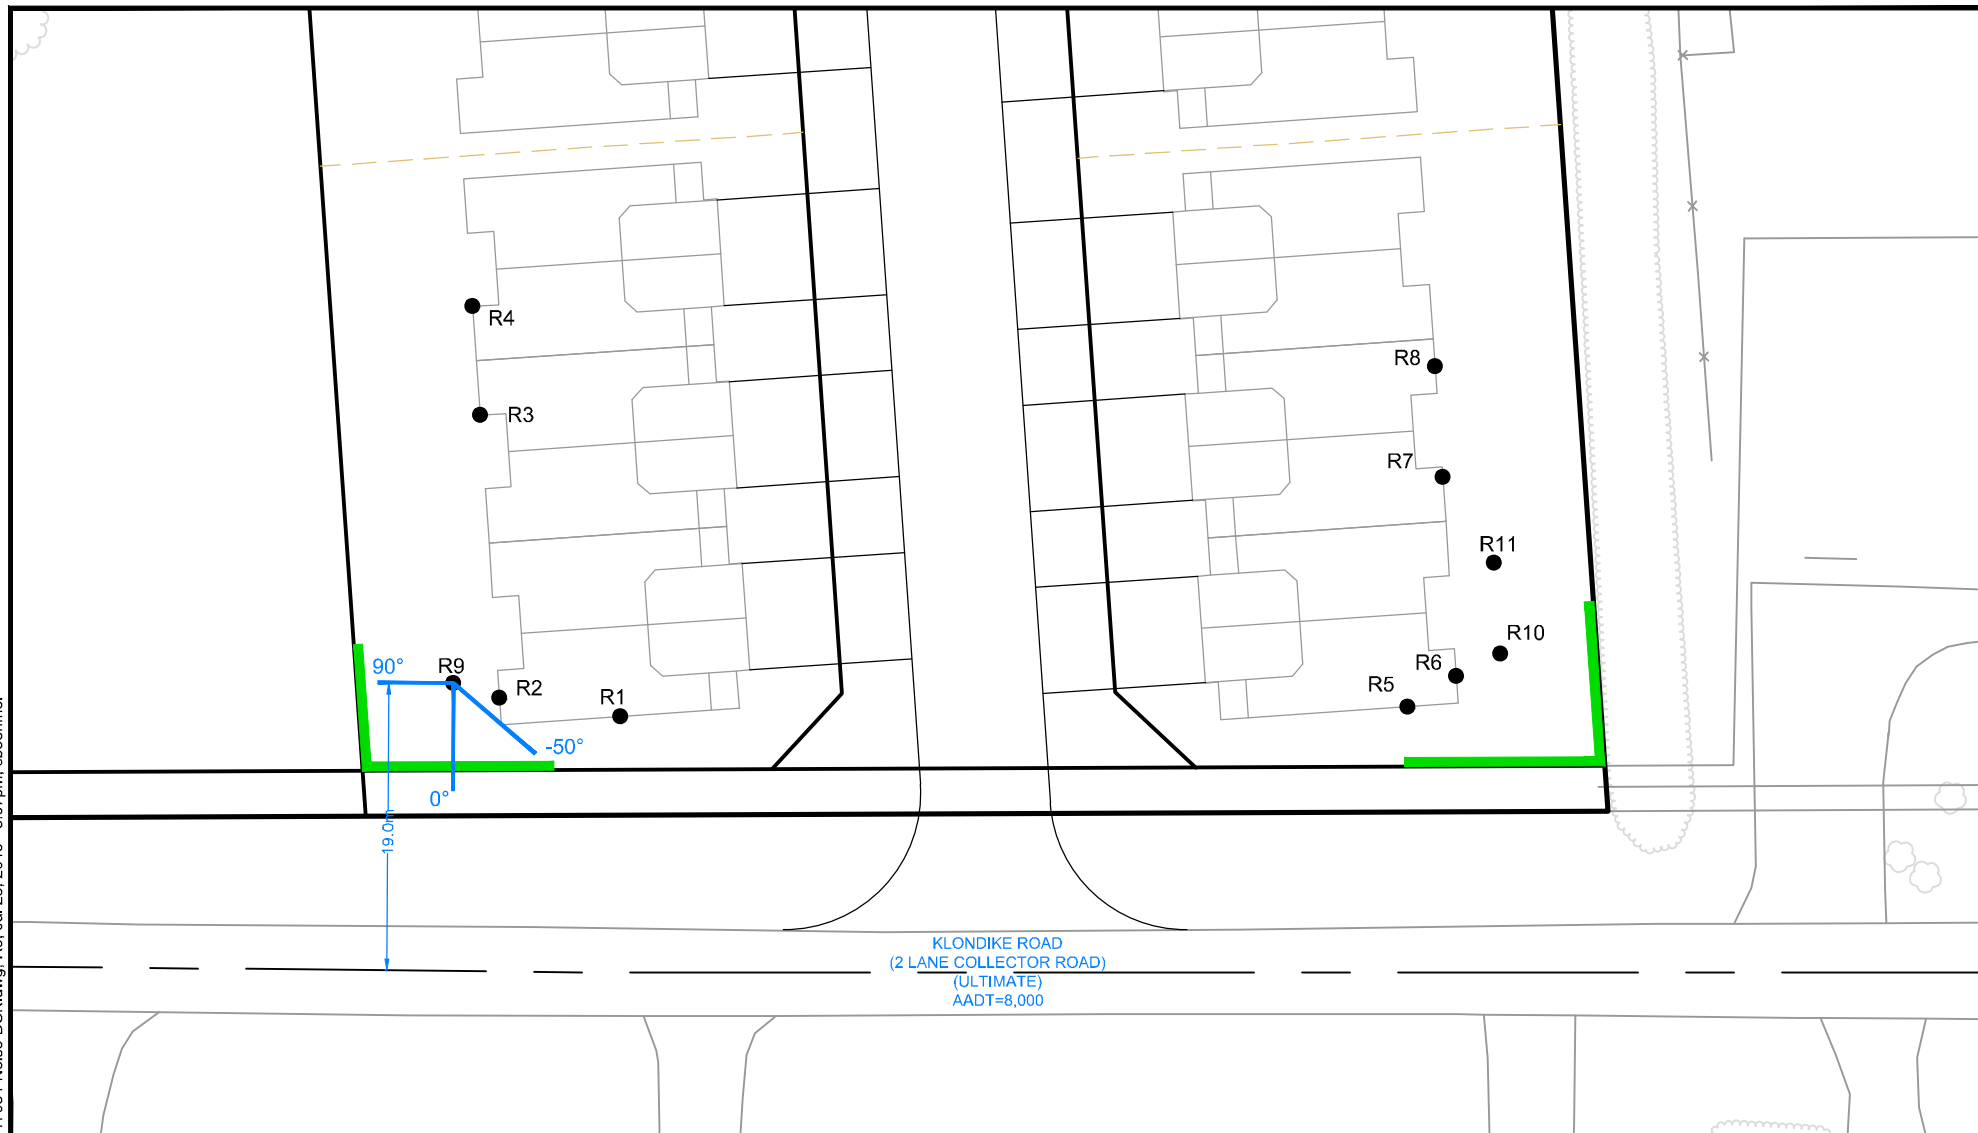 R4
R8
R3
R7
R11
R10
90°
R9
R2
R6
R1
R5
-50°
0°
19.0m
KLONDIKE ROAD
(2 LANE COLLECTOR ROAD)
(ULTIMATE)
AADT=8,000